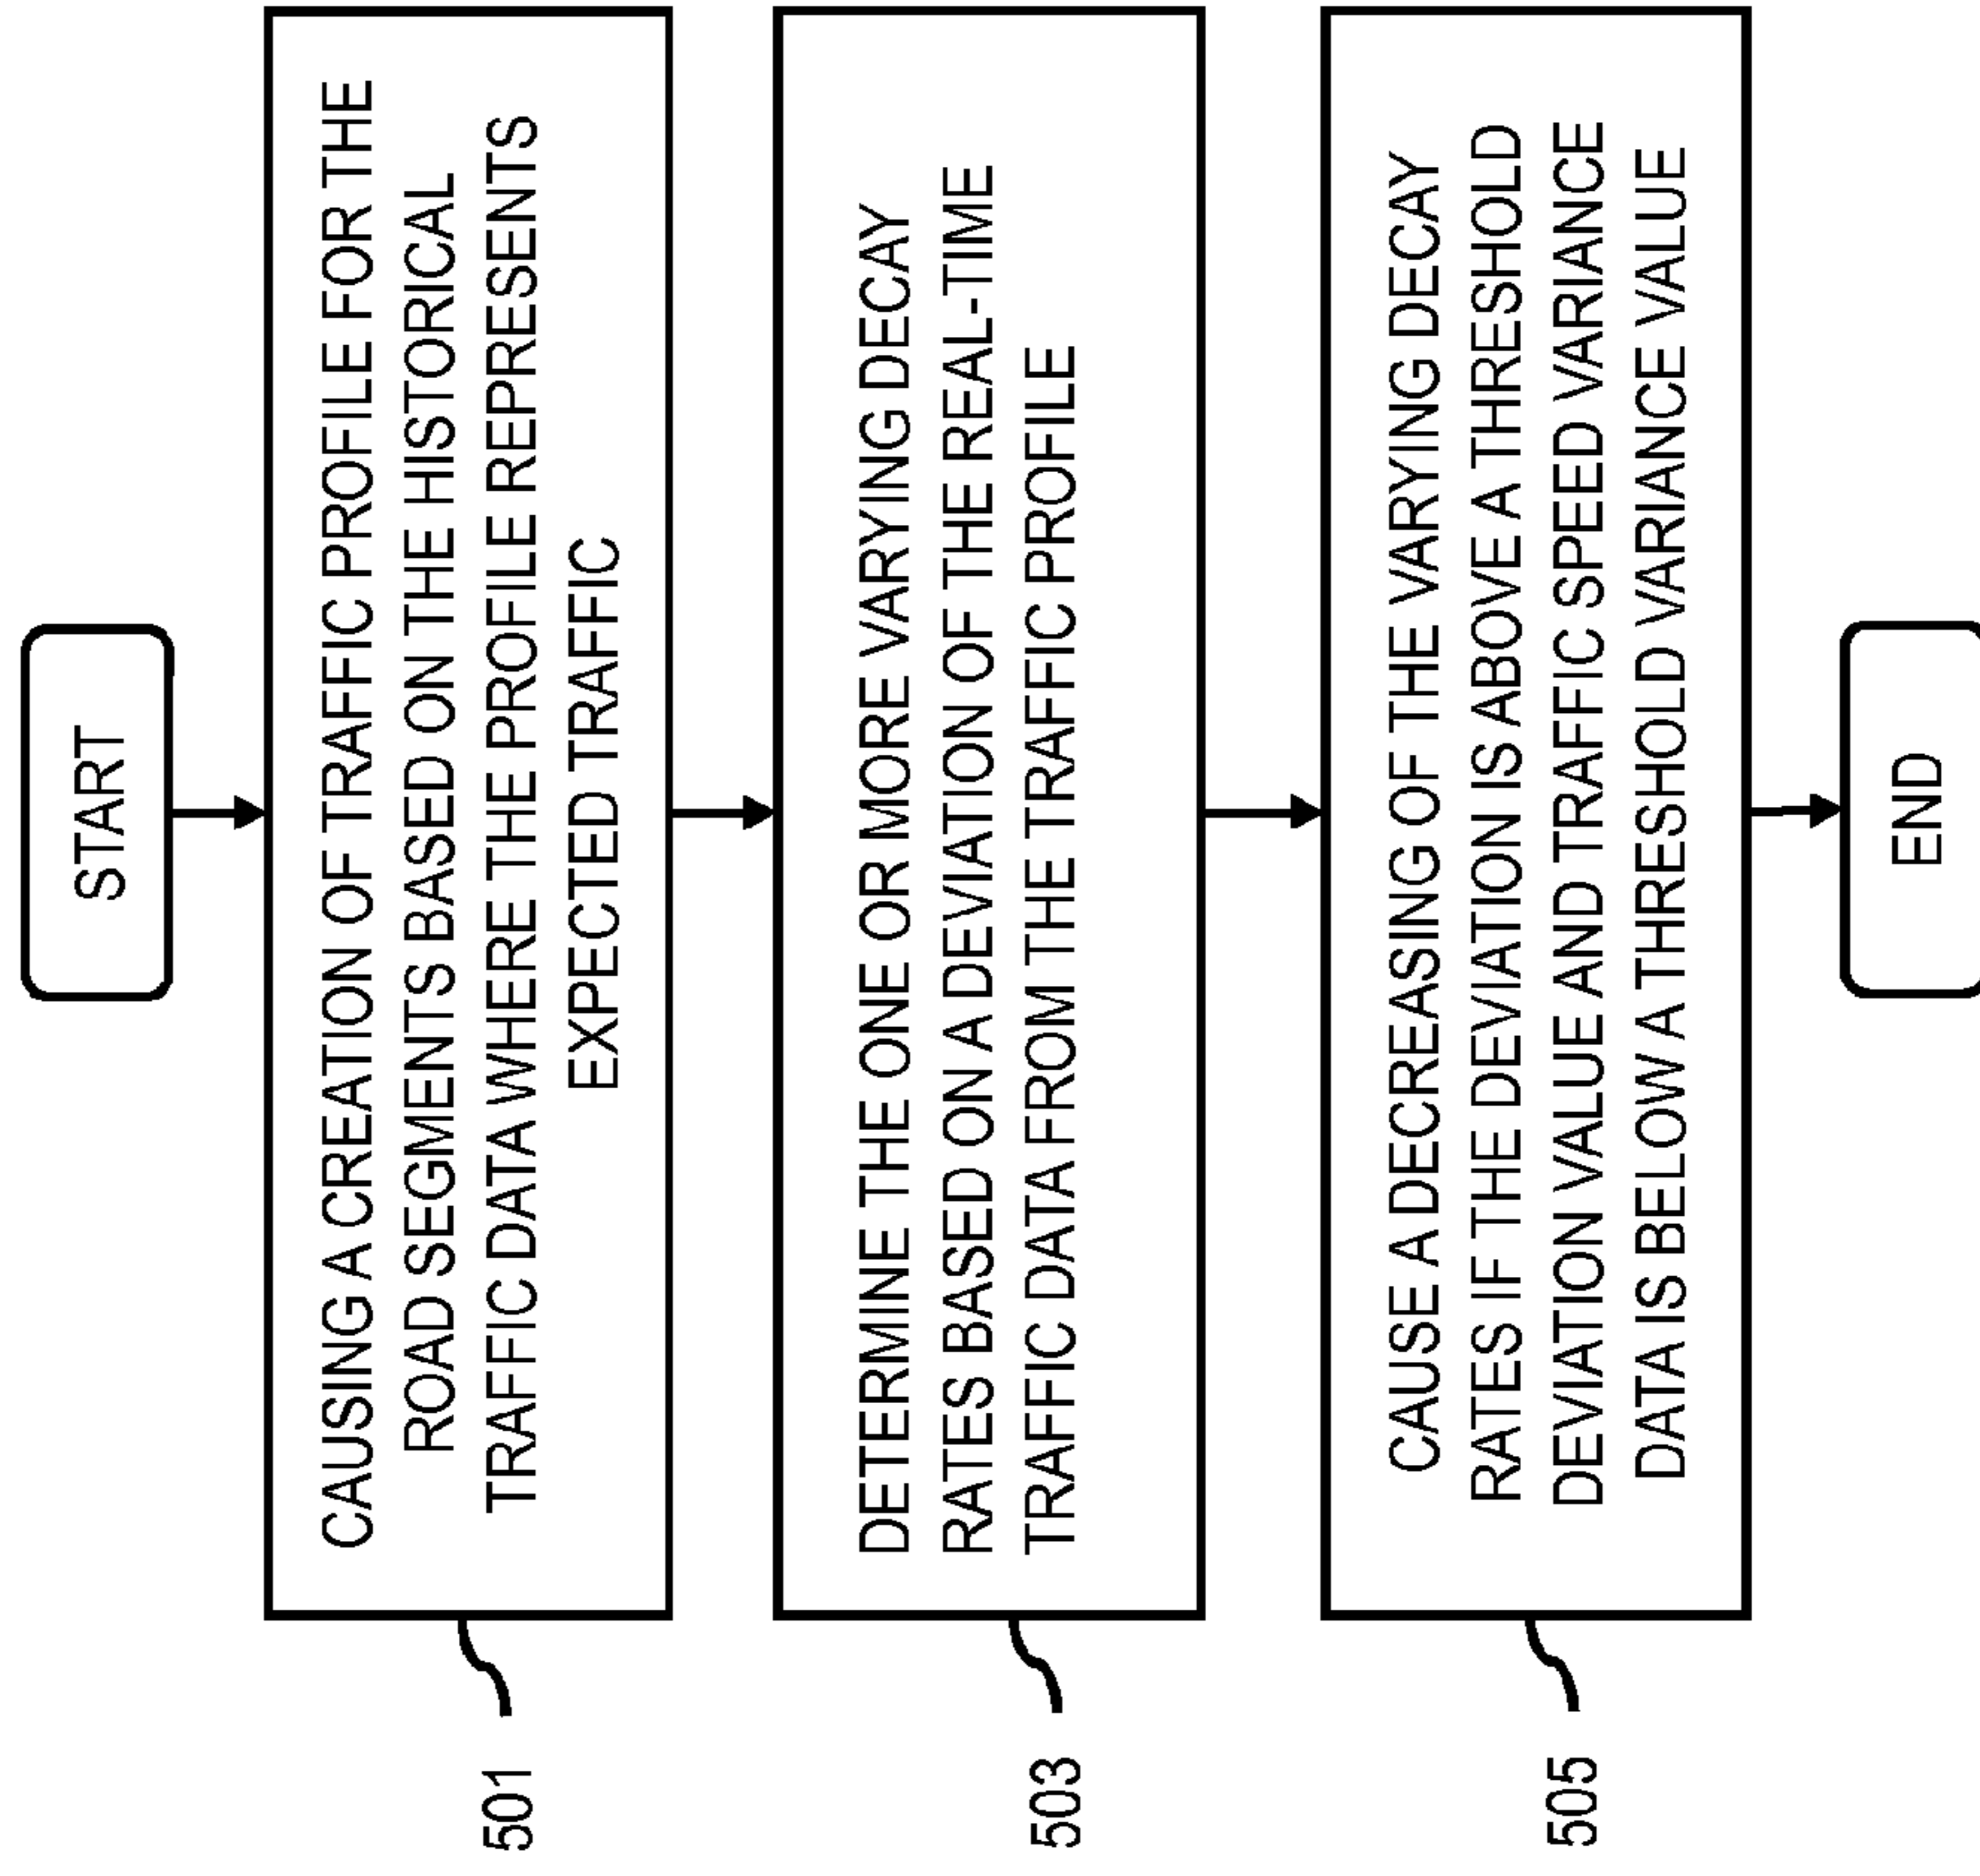 START
CAUSING A CREATION OF TRAFFIC PROFILE FOR THE
ROAD SEGMENTS BASED ON THE HISTORICAL
TRAFFIC DATA WHERE THE PROFILE REPRESENTS
EXPECTED TRAFFIC
501
DETERMINE THE ONE OR MORE VARYING DECAY
RATES BASED ON A DEVIATION OF THE REAL-TIME
TRAFFIC DATA FROM THE TRAFFIC PROFILE
503
CAUSE A DECREASING OF THE VARYING DECAY
RATES IF THE DEVIATION IS ABOVE A THRESHOLD
DEVIATION VALUE AND TRAFFIC SPEED VARIANCE
DATA IS BELOW A THRESHOLD VARIANCE VALUE
505
END